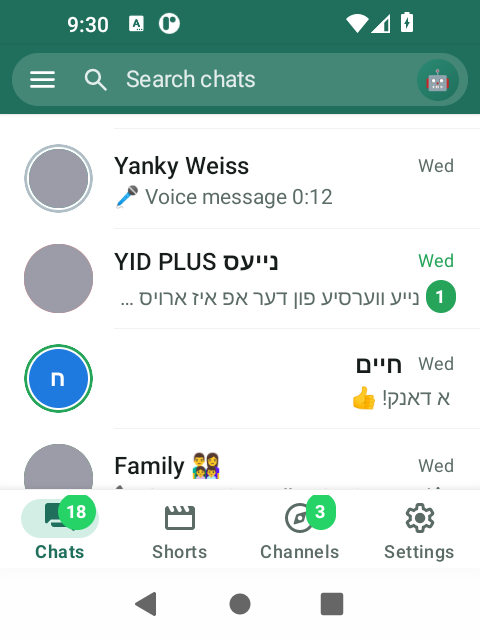 9:30
Search chats
Yanky Weiss Wed
🎤 Voice message 0:12
YID PLUS נייעס Wed
נייע ווערסיע פון דער אפ איז ארויס ... 1
ח
חיים Wed
א דאנק! 👍
Family 👨‍👩‍👧‍👦 Wed
18
3
Chats
Shorts
Channels
Settings